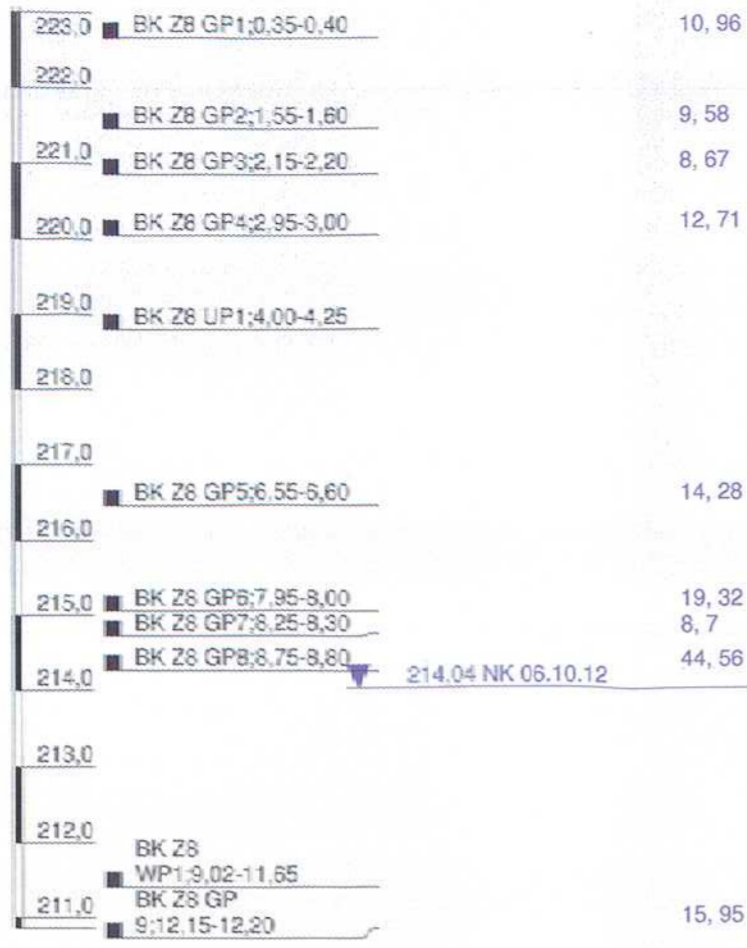 223,0 BK Z8 GP1;0,35-0,40 10, 96
222,0
BK Z8 GP2;1,55-1,60 9, 58
221,0 BK Z8 GP3;2,15-2,20 8, 67
220,0 BK Z8 GP4;2,95-3,00 12, 71
219,0
BK Z8 UP1;4,00-4,25
218,0
217,0
BK Z8 GP5;6,55-6,60 14, 28
216,0
215,0 BK Z8 GP6;7,95-8,00 19, 32
BK Z8 GP7;8,25-8,30 8, 7
BK Z8 GP8;8,75-8,80 44, 56
214,0 214.04 NK 06.10.12
213,0
212,0
BK Z8
WP1;9,02-11,65
211,0 BK Z8 GP
9;12,15-12,20 15, 95